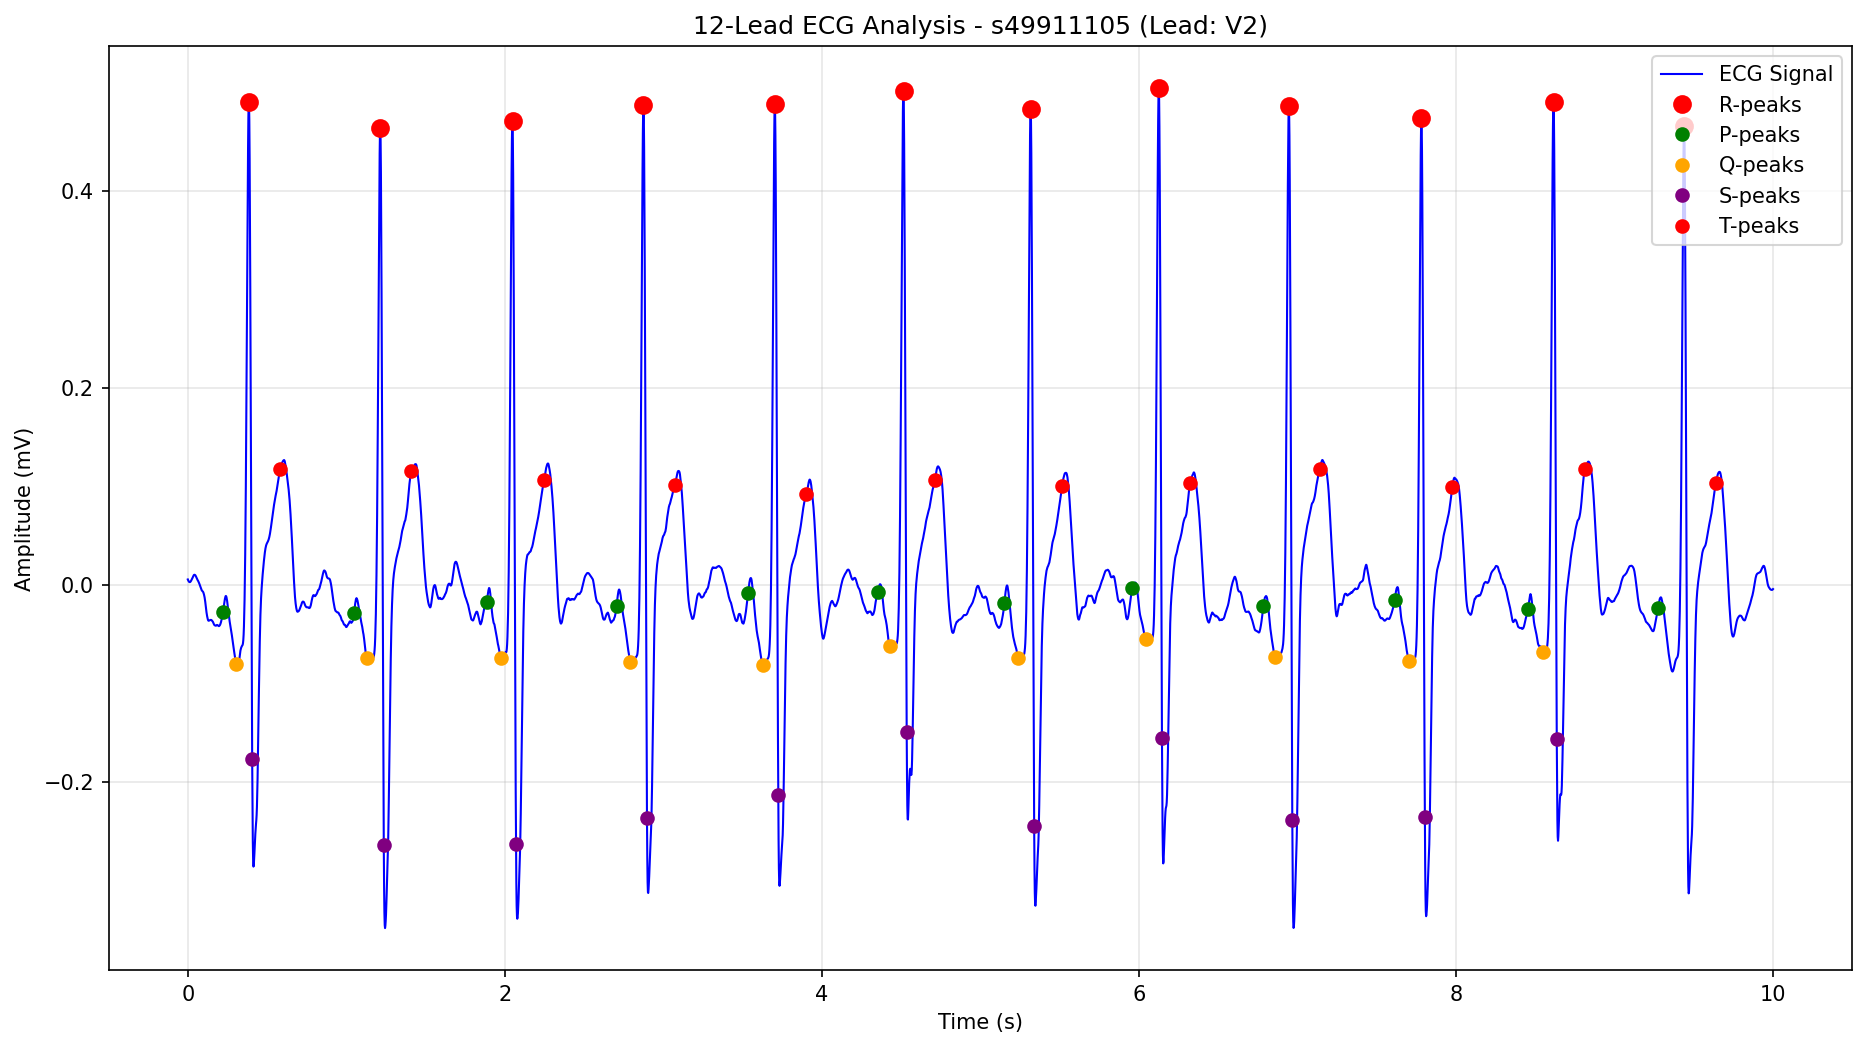 12-Lead ECG Analysis - s49911105 (Lead: V2)
ECG Signal
R-peaks
P-peaks
Q-peaks
S-peaks
T-peaks
Amplitude (mV)
0.4
0.2
0.0
−0.2
0 2 4 6 8 10
Time (s)